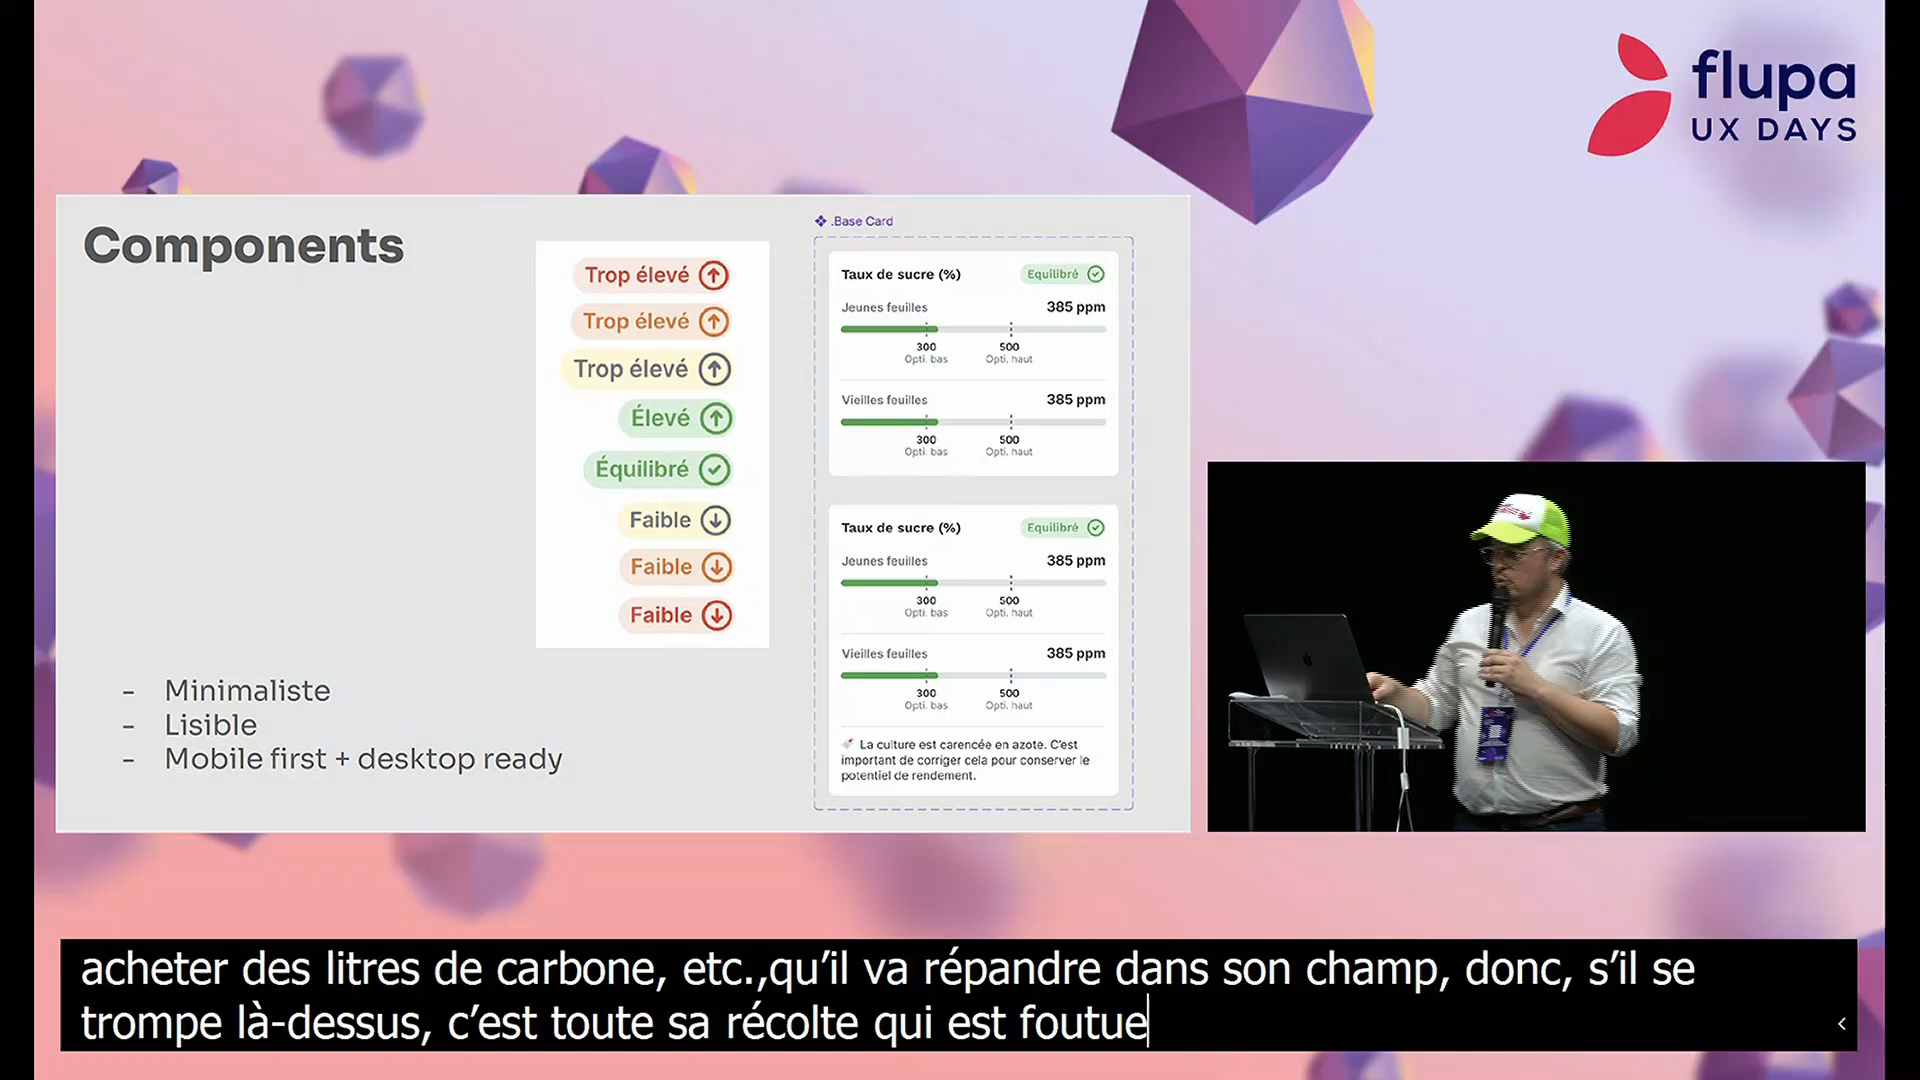 flupa
UX DAYS
Components
Trop élevé
Trop élevé
Trop élevé
Élevé
Équilibré
Faible
Faible
Faible
- Minimaliste
- Lisible
- Mobile first + desktop ready
.Base Card
Taux de sucre (%) Equilibré
Jeunes feuilles 385 ppm
300 500
Opti. bas Opti. haut
Vieilles feuilles 385 ppm
300 500
Opti. bas Opti. haut
Taux de sucre (%) Equilibré
Jeunes feuilles 385 ppm
300 500
Opti. bas Opti. haut
Vieilles feuilles 385 ppm
300 500
Opti. bas Opti. haut
La culture est carencée en azote. C'est
important de corriger cela pour conserver le
potentiel de rendement.
acheter des litres de carbone, etc.,qu’il va répandre dans son champ, donc, s’il se
trompe là-dessus, c’est toute sa récolte qui est foutue